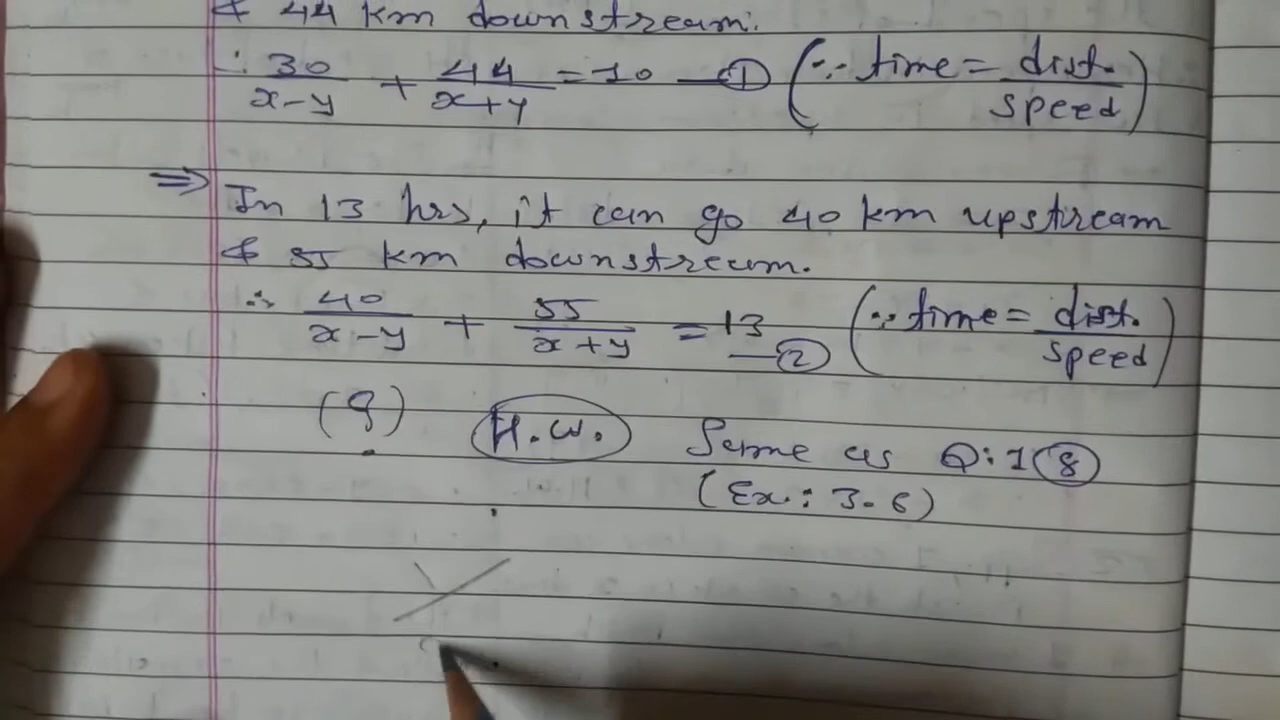 & 44 km downstream.
∴ 30/(x-y) + 44/(x+y) = 10 —① (∵ time = dist./speed)
⇒ In 13 hrs, it can go 40 km upstream
& 55 km downstream.
∴ 40/(x-y) + 55/(x+y) = 13 —② (∵ time = dist./speed)
(9) H.W. Same as Q:1(8)
(Ex: 3.6)